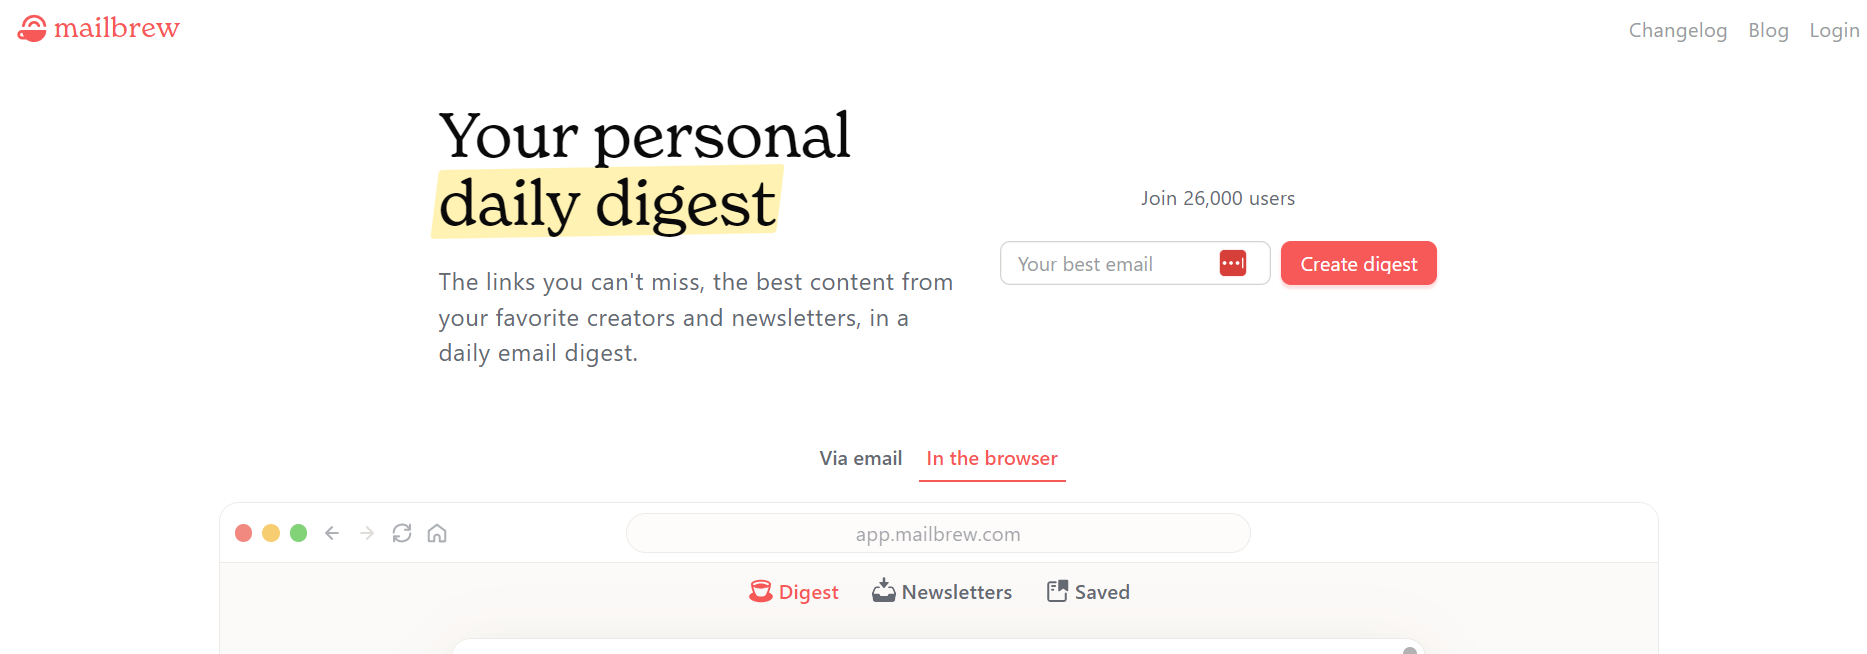 mailbrew
Changelog Blog Login
Your personal
daily digest
The links you can't miss, the best content from
your favorite creators and newsletters, in a
daily email digest.
Join 26,000 users
Your best email
Create digest
Via email In the browser
app.mailbrew.com
Digest Newsletters Saved